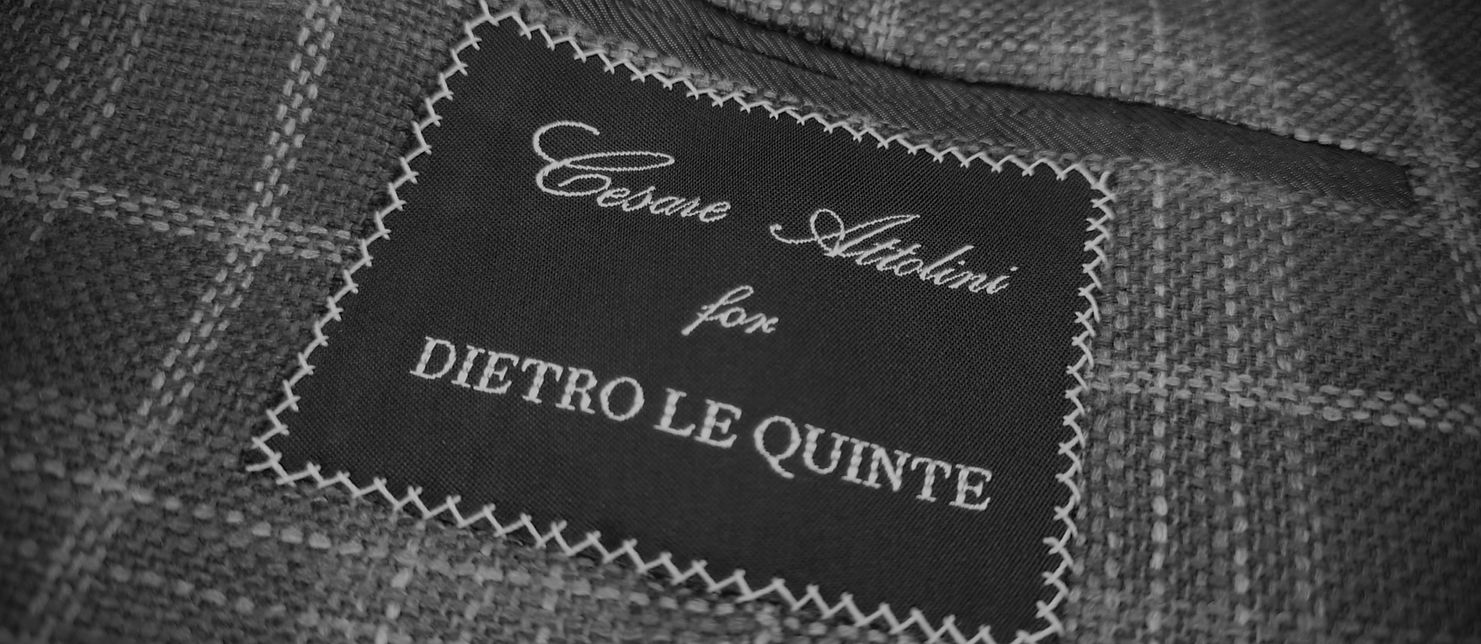 Cesare Attolini
for
DIETRO LE QUINTE